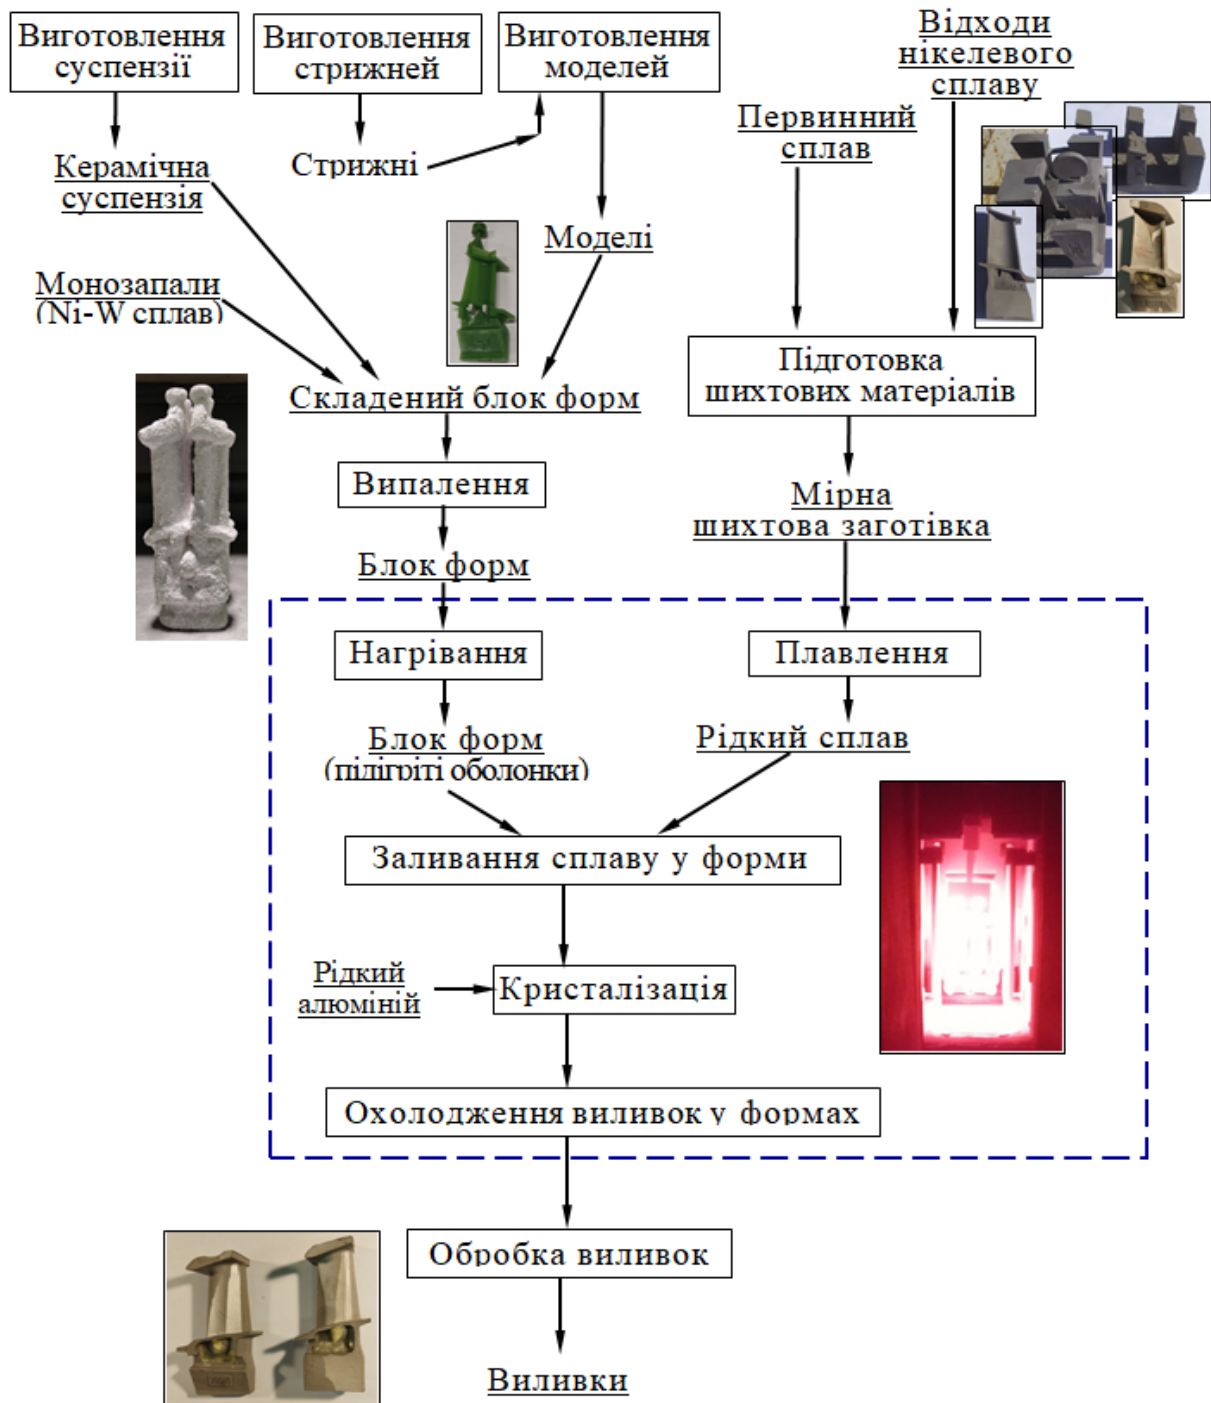 Виготовлення
суспензії
Виготовлення
стрижней
Виготовлення
моделей
Відходи
нікелевого
сплаву
Первинний
сплав
Керамічна
суспензія
Стрижні
Моделі
Монозапали
(Ni-W сплав)
Складений блок форм
Підготовка
шихтових матеріалів
Випалення
Мірна
шихтова заготівка
Блок форм
Нагрівання
Плавлення
Блок форм
(підігріті оболонки)
Рідкий сплав
Заливання сплаву у форми
Рідкий
алюміній
Кристалізація
Охолодження виливок у формах
Обробка виливок
Виливки